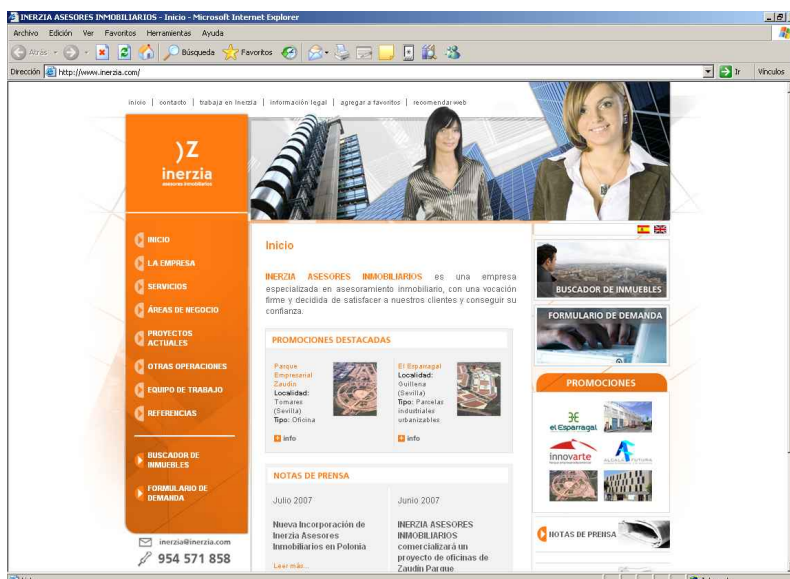 INERZIA ASESORES INMOBILIARIOS - Inicio - Microsoft Internet Explorer
Archivo Edición Ver Favoritos Herramientas Ayuda
Atrás Búsqueda Favoritos
Dirección http://www.inerzia.com/ Ir Vínculos
inicio | contacto | trabaja en Inerzia | información legal | agregar a favoritos | recomendar web
inerzia
asesores inmobiliarios
INICIO
LA EMPRESA
SERVICIOS
ÁREAS DE NEGOCIO
PROYECTOS
ACTUALES
OTRAS OPERACIONES
EQUIPO DE TRABAJO
REFERENCIAS
BUSCADOR DE
INMUEBLES
FORMULARIO DE
DEMANDA
inerzia@inerzia.com
954 571 858
Inicio
INERZIA ASESORES INMOBILIARIOS es una empresa
especializada en asesoramiento inmobiliario, con una vocación
firme y decidida de satisfacer a nuestros clientes y conseguir su
confianza.
PROMOCIONES DESTACADAS
Parque
Empresarial
Zaudín
Localidad:
Tomares
(Sevilla)
Tipo: Oficina
info
El Esparragal
Localidad:
Guillena
(Sevilla)
Tipo: Parcelas
industriales
urbanizables
info
NOTAS DE PRENSA
Julio 2007
Nueva Incorporación de
Inerzia Asesores
Inmobiliarios en Polonia
Leer más...
Junio 2007
INERZIA ASESORES
INMOBILIARIOS
comercializará un
proyecto de oficinas de
Zaudín Parque
BUSCADOR DE INMUEBLES
FORMULARIO DE DEMANDA
PROMOCIONES
el Esparragal
innovarte
ALCALÁ FUTURA
NOTAS DE PRENSA